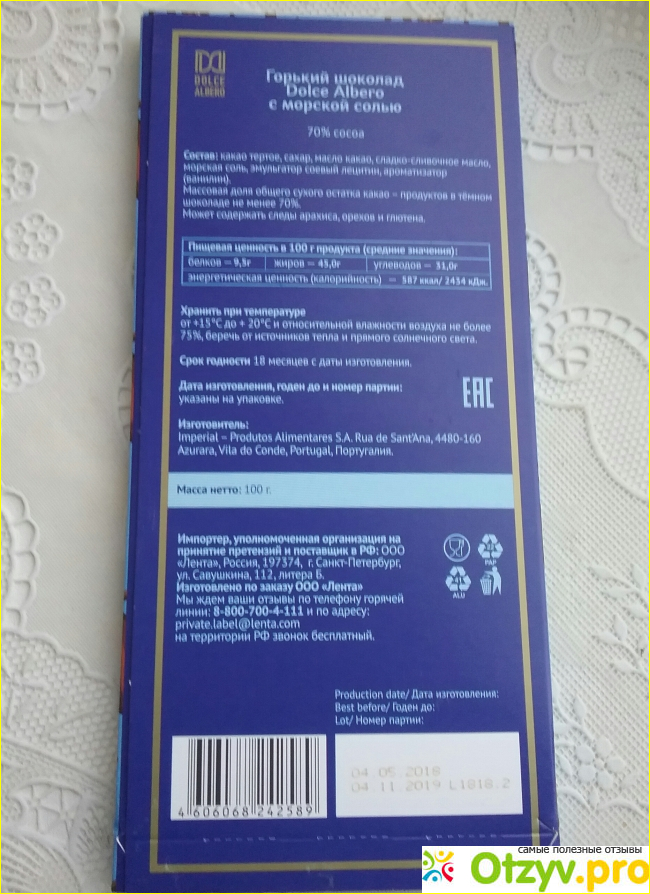 DOLCE
ALBERO
Горький шоколад
Dolce Albero
с морской солью
70% cocoa
Состав: какао тертое, сахар, масло какао, сладко-сливочное масло,
морская соль, эмульгатор соевый лецитин, ароматизатор
(ванилин).
Массовая доля общего сухого остатка какао – продуктов в тёмном
шоколаде не менее 70%.
Может содержать следы арахиса, орехов и глютена.
Пищевая ценность в 100 г продукта (средние значения):
белков = 9,5г жиров = 45,0г углеводов = 31,0г
энергетическая ценность (калорийность) = 587 ккал/ 2434 кДж.
Хранить при температуре
от +15°С до + 20°С и относительной влажности воздуха не более
75%, беречь от источников тепла и прямого солнечного света.
Срок годности 18 месяцев с даты изготовления.
Дата изготовления, годен до и номер партии:
указаны на упаковке.
EAC
Изготовитель:
Imperial – Produtos Alimentares S.A. Rua de Sant'Ana, 4480-160
Azurara, Vila do Conde, Portugal, Португалия.
Масса нетто: 100 г.
Импортер, уполномоченная организация на
принятие претензий и поставщик в РФ: ООО
«Лента», Россия, 197374, г. Санкт-Петербург,
ул. Савушкина, 112, литера Б.
Изготовлено по заказу ООО «Лента»
Мы ждем ваши отзывы по телефону горячей
линии: 8-800-700-4-111 и по адресу:
private.label@lenta.com
на территории РФ звонок бесплатный.
PAP
41
ALU
Production date/ Дата изготовления:
Best before/ Годен до:
Lot/ Номер партии:
04.05.2018
04.11.2019 L1818.2
4 606068 242589
самые полезные отзывы
Otzyv.pro